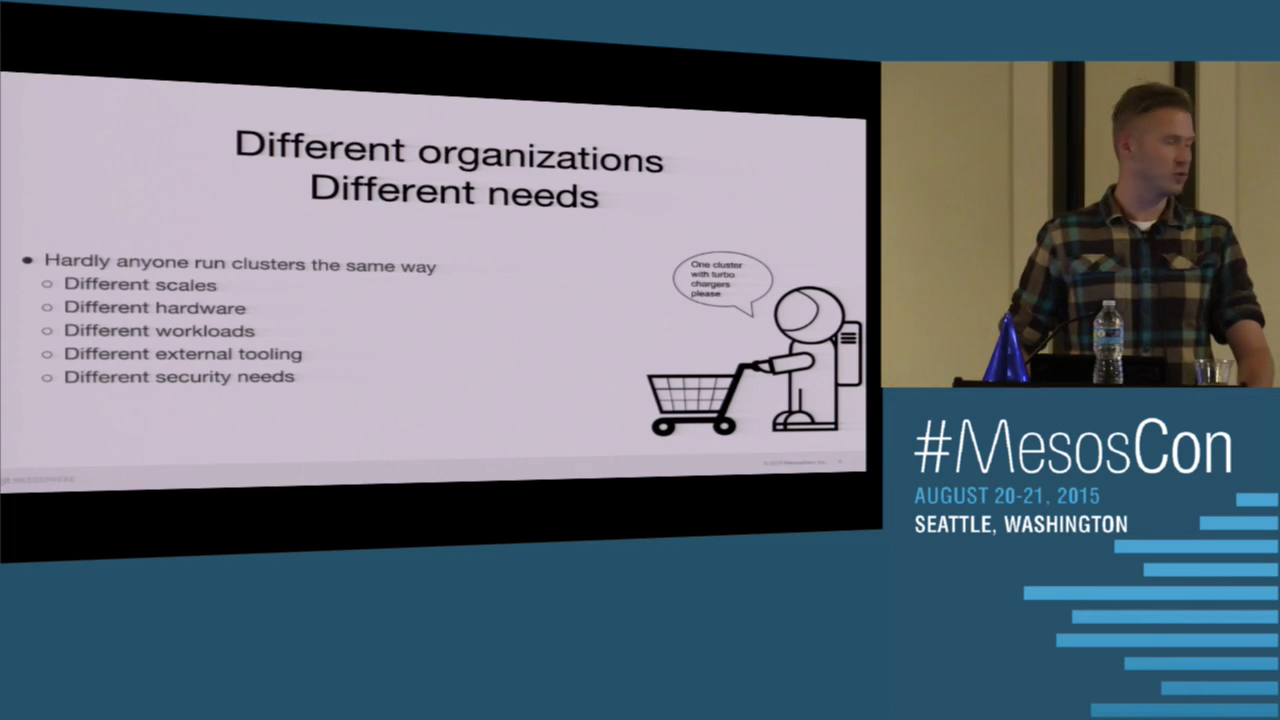 Different organizations
Different needs
Hardly anyone run clusters the same way
Different scales
Different hardware
Different workloads
Different external tooling
Different security needs
One cluster
with turbo
chargers
please
MESOSPHERE
#MesosCon
AUGUST 20-21, 2015
SEATTLE, WASHINGTON